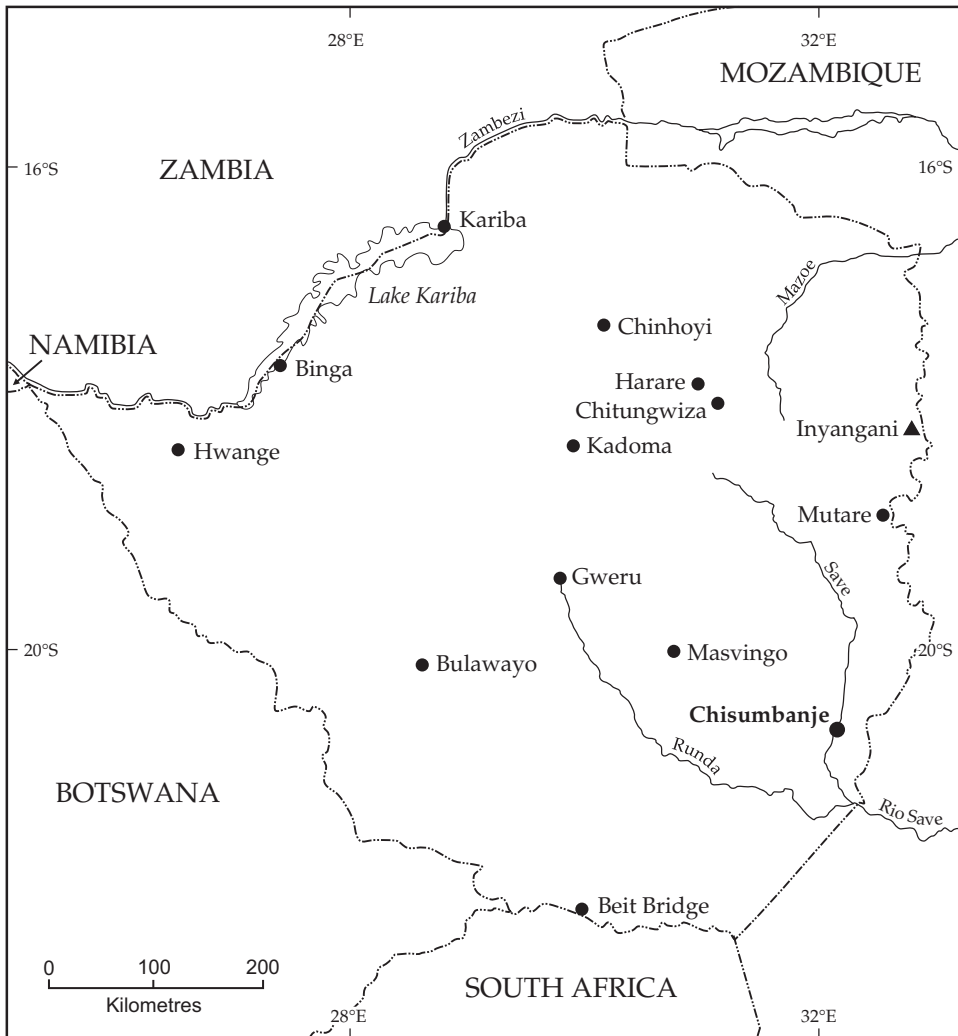 28°E
32°E
MOZAMBIQUE
Zambezi
ZAMBIA
16°S
16°S
Kariba
Mazoe
Lake Kariba
Chinhoyi
NAMIBIA
Binga
Harare
Chitungwiza
Inyangani
Kadoma
Hwange
Mutare
Save
Gweru
20°S
20°S
Masvingo
Bulawayo
Chisumbanje
Runda
BOTSWANA
Rio Save
Beit Bridge
0 100 200
Kilometres
SOUTH AFRICA
28°E
32°E